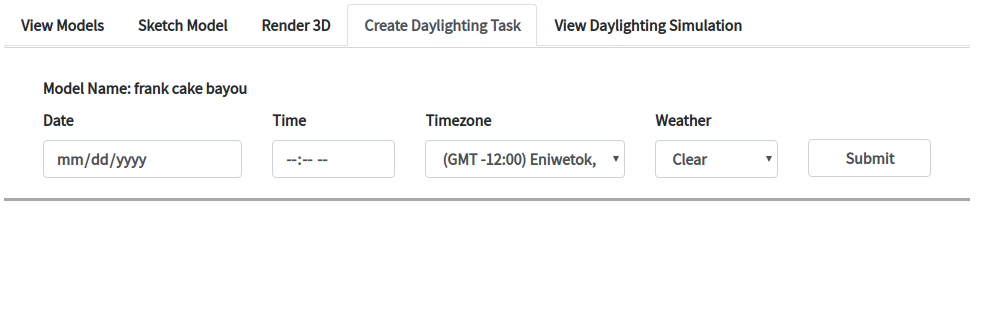 View Models Sketch Model Render 3D Create Daylighting Task View Daylighting Simulation
Model Name: frank cake bayou
Date Time Timezone Weather
mm/dd/yyyy --:-- -- (GMT -12:00) Eniwetok, Clear Submit